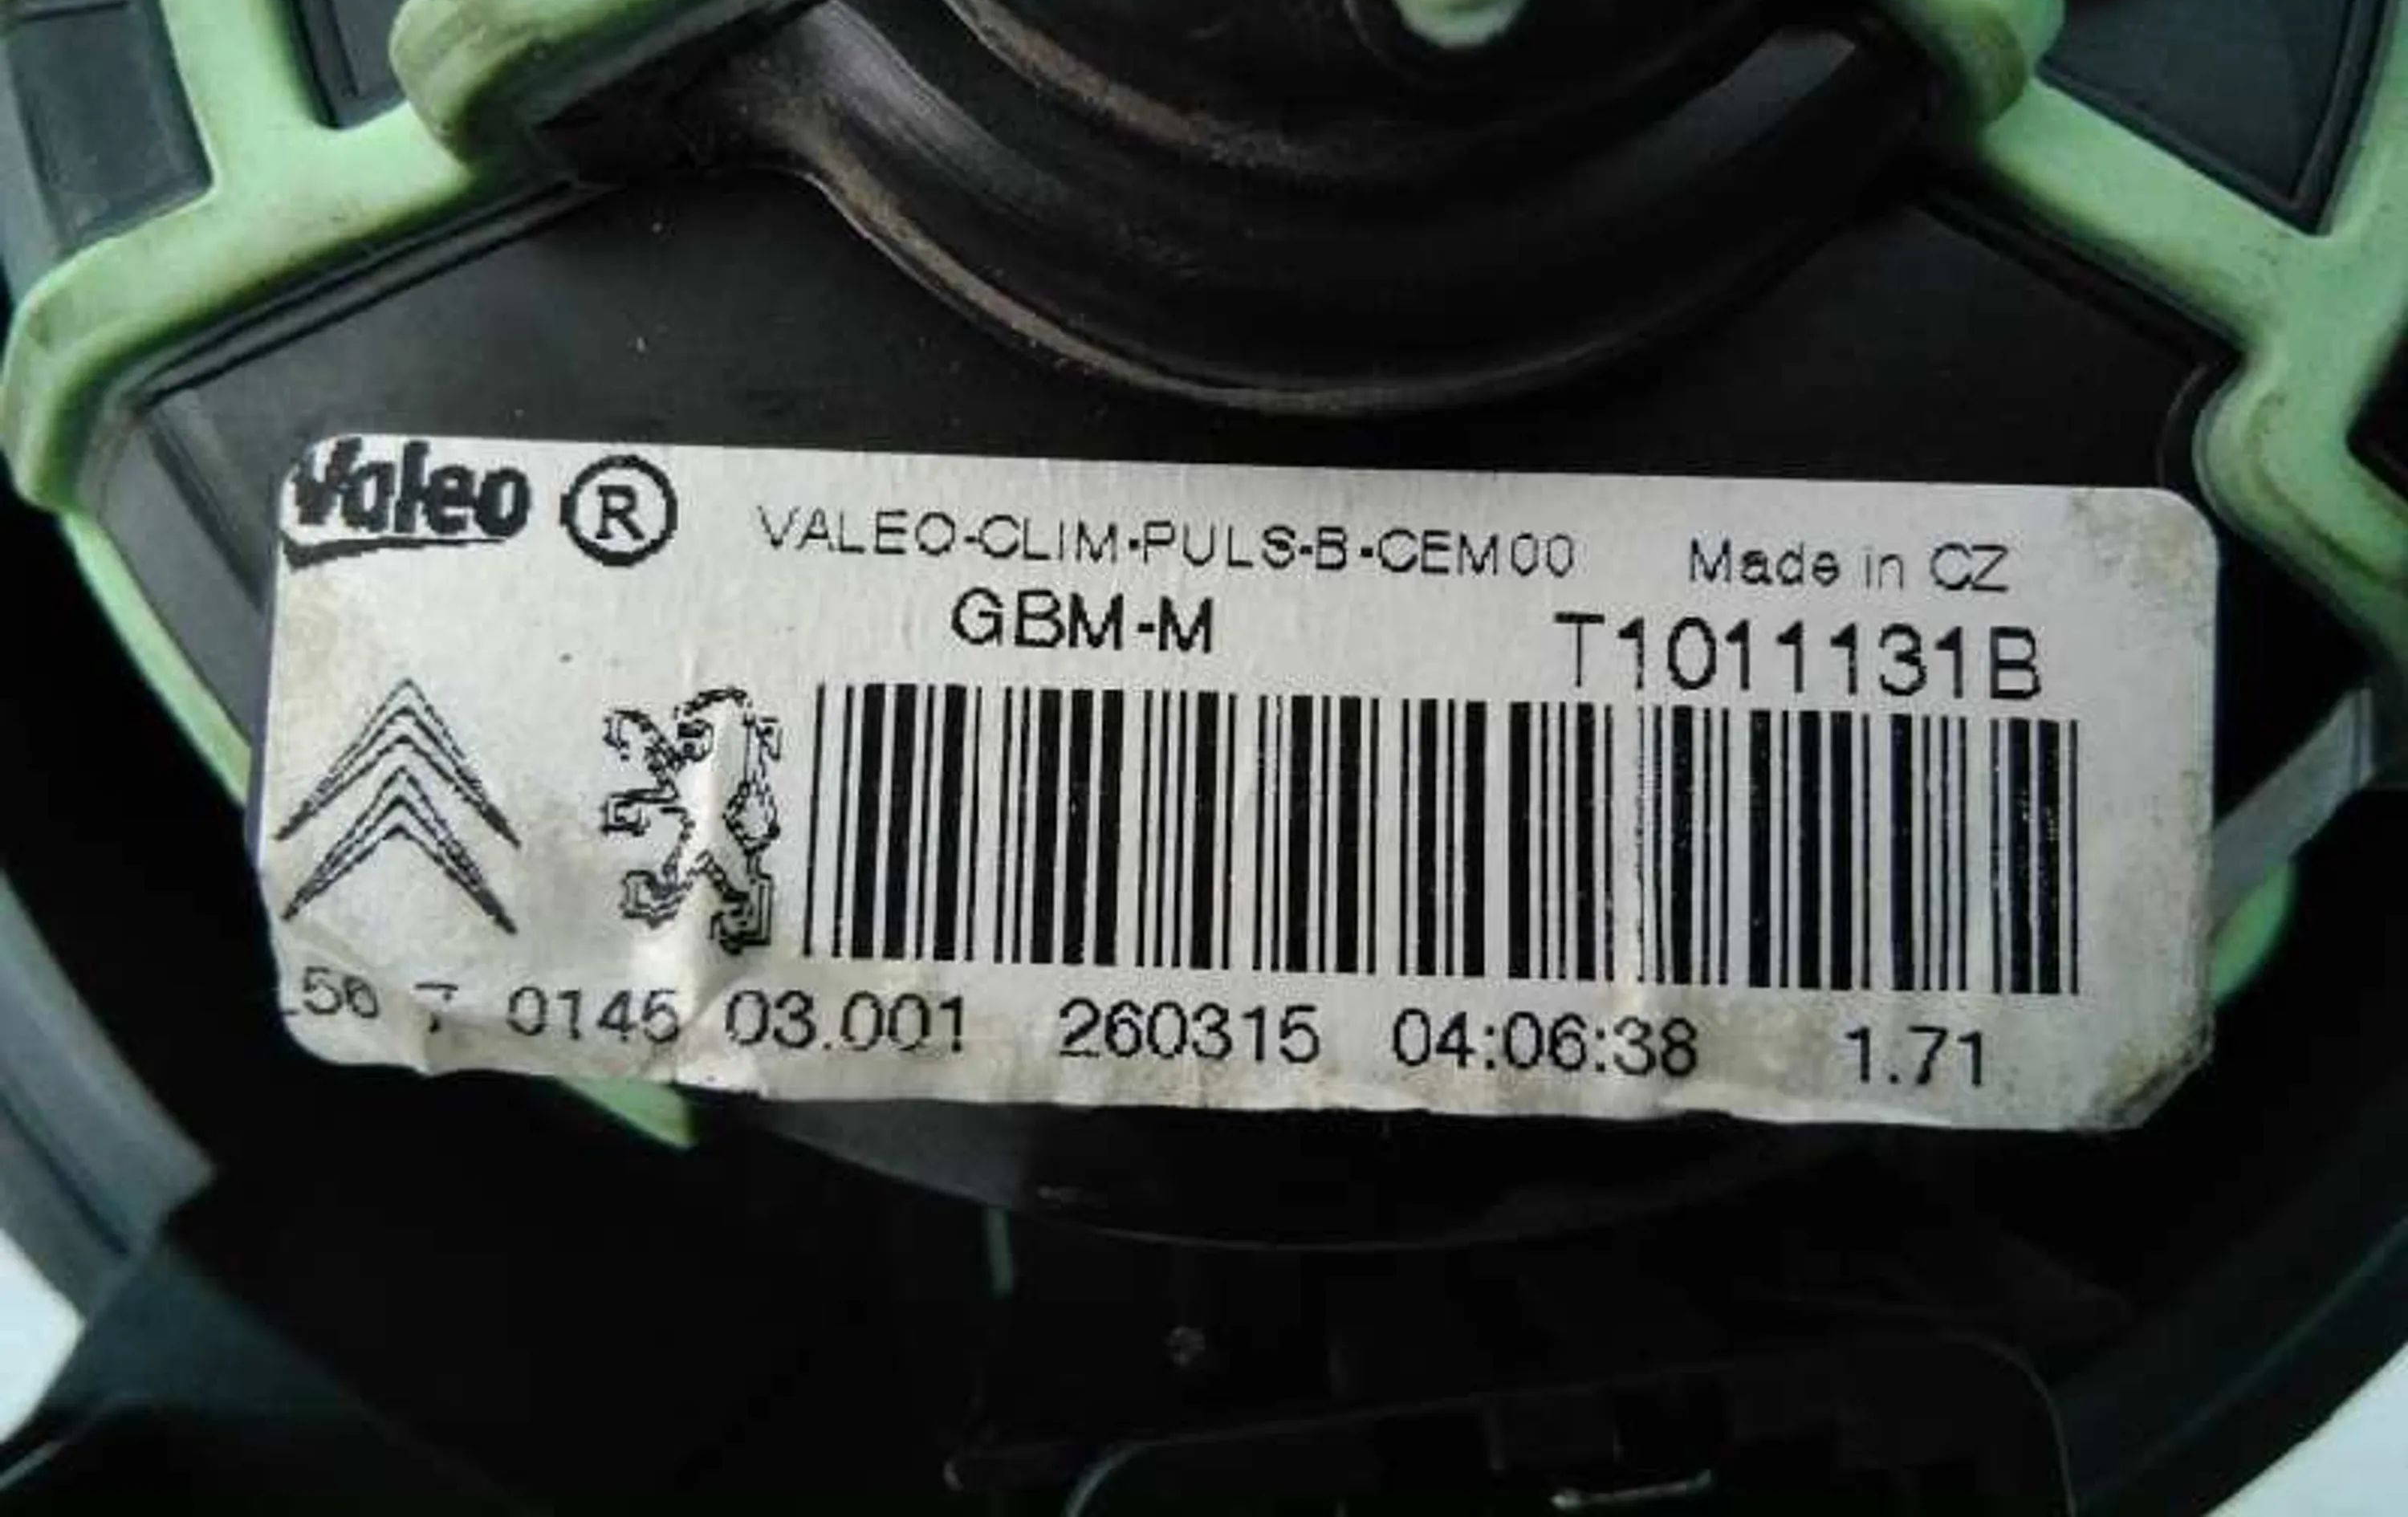 Valeo ® VALEO-CLIM-PULS-B-CEM00 Made in CZ
GBM-M T1011131B
0145 03.001 260315 04:06:38 1.71